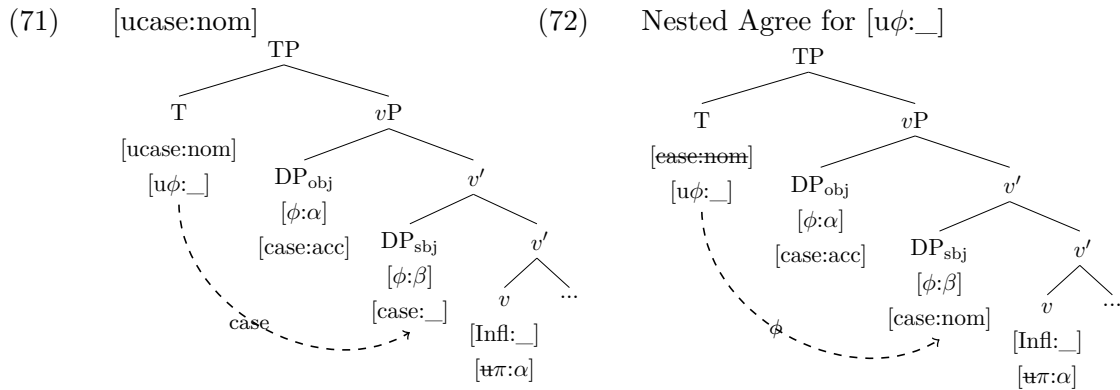 (71) [ucase:nom]
TP
T
vP
[ucase:nom]
[uϕ:_]
DPobj
v′
[ϕ:α]
[case:acc]
DPsbj
v′
[ϕ:β]
[case:_]
v
...
case
[Infl:_]
[uπ:α]
(72) Nested Agree for [uϕ:_]
TP
T
vP
[case:nom]
[uϕ:_]
DPobj
v′
[ϕ:α]
[case:acc]
DPsbj
v′
[ϕ:β]
[case:nom]
v
...
ϕ
[Infl:_]
[uπ:α]